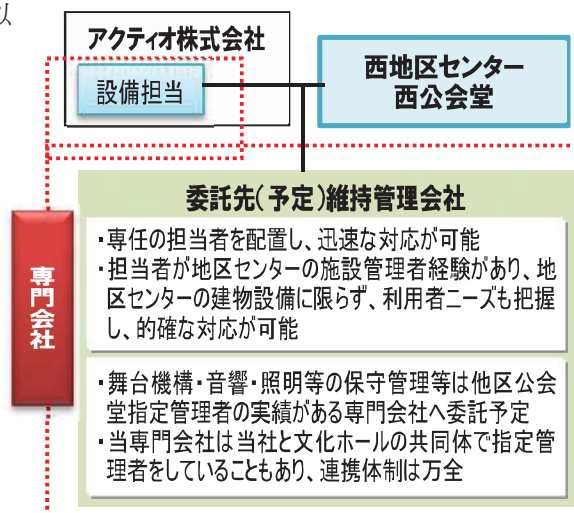 以
アクティオ株式会社
設備担当
西地区センター
西公会堂
専門会社
委託先(予定)維持管理会社
・専任の担当者を配置し、迅速な対応が可能
・担当者が地区センターの施設管理者経験があり、地
区センターの建物設備に限らず、利用者ニーズも把握
し、的確な対応が可能
・舞台機構・音響・照明等の保守管理等は他区公会
堂指定管理者の実績がある専門会社へ委託予定
・当専門会社は当社と文化ホールの共同体で指定管
理者をしていることもあり、連携体制は万全